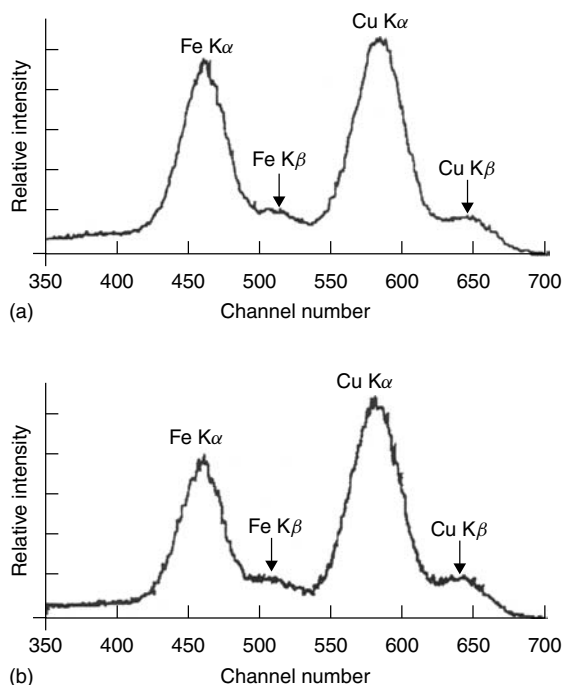 Cu Kα
Fe Kα
Fe Kβ
Cu Kβ
Relative intensity
350 400 450 500 550 600 650 700
Channel number
(a)
Cu Kα
Fe Kα
Fe Kβ
Cu Kβ
Relative intensity
350 400 450 500 550 600 650 700
Channel number
(b)